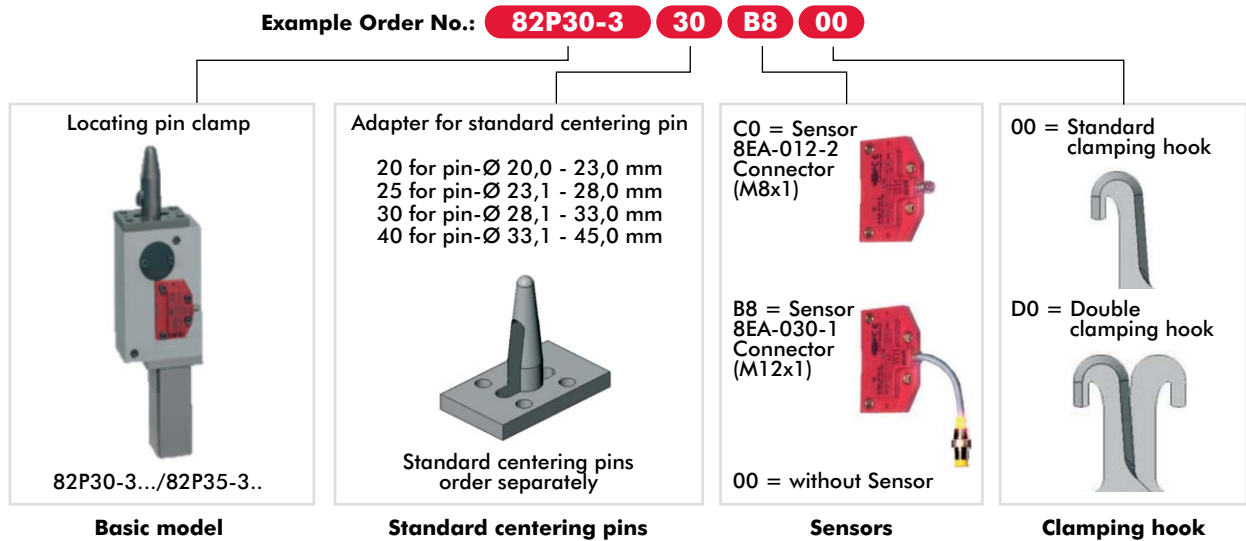 Example Order No.: 82P30-3 30 B8 00
Locating pin clamp
82P30-3.../82P35-3..
Basic model
Adapter for standard centering pin
20 for pin-Ø 20,0 - 23,0 mm
25 for pin-Ø 23,1 - 28,0 mm
30 for pin-Ø 28,1 - 33,0 mm
40 for pin-Ø 33,1 - 45,0 mm
Standard centering pins
order separately
Standard centering pins
C0 = Sensor
8EA-012-2
Connector
(M8x1)
B8 = Sensor
8EA-030-1
Connector
(M12x1)
00 = without Sensor
Sensors
00 = Standard
clamping hook
D0 = Double
clamping hook
Clamping hook